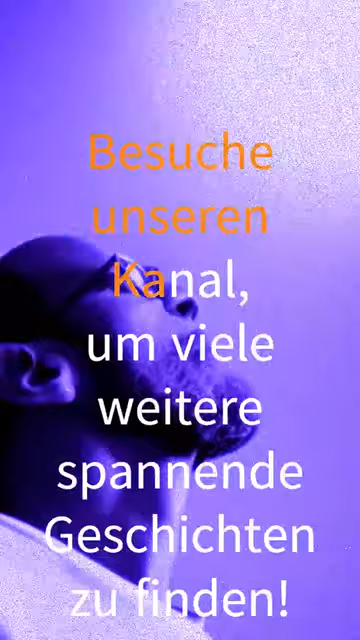 Besuche
unseren
Kanal,
um viele
weitere
spannende
Geschichten
zu finden!